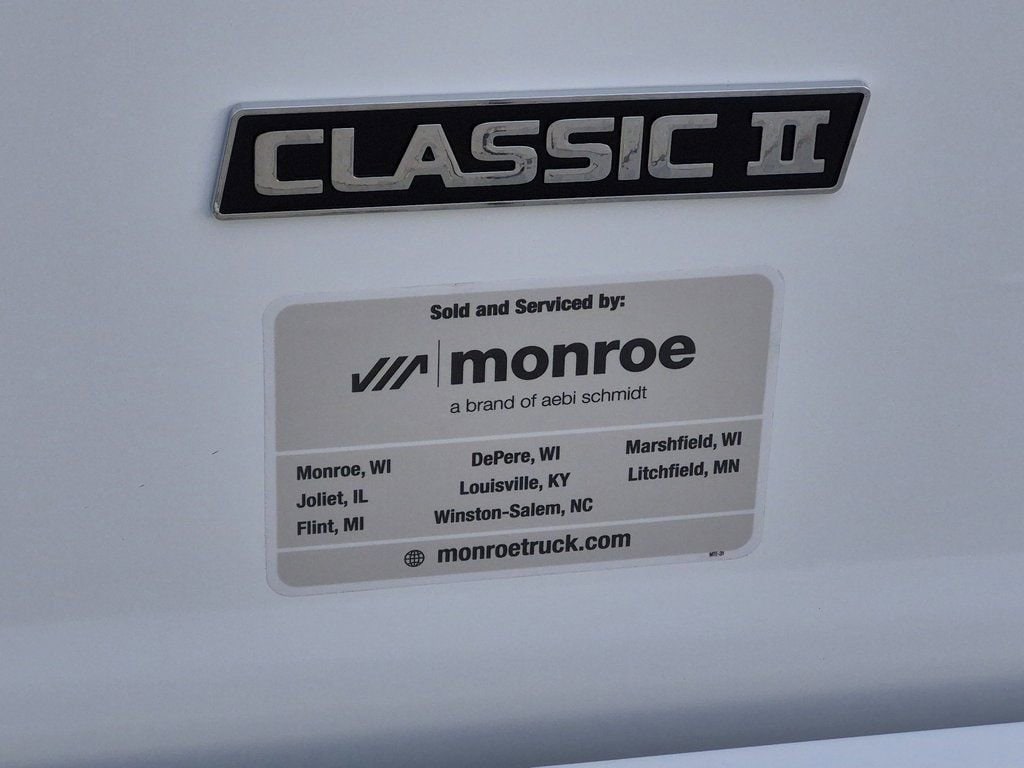 CLASSIC II
Sold and Serviced by:
monroe
a brand of aebi schmidt
Monroe, WI
Joliet, IL
Flint, MI
DePere, WI
Louisville, KY
Winston-Salem, NC
Marshfield, WI
Litchfield, MN
monroetruck.com